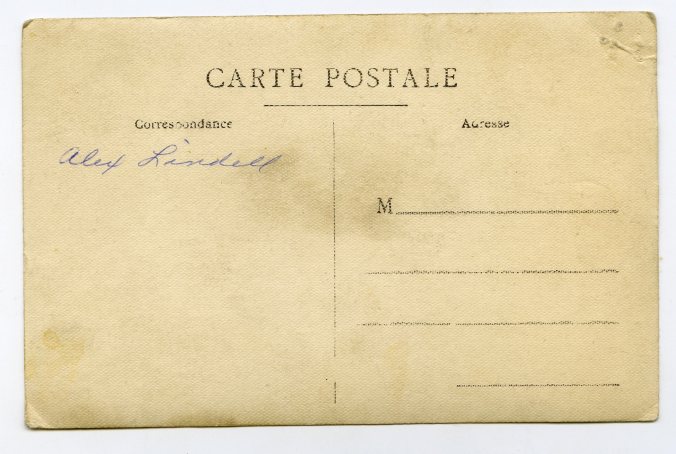 CARTE POSTALE
Correspondance
Adresse
Alex Lindell
M